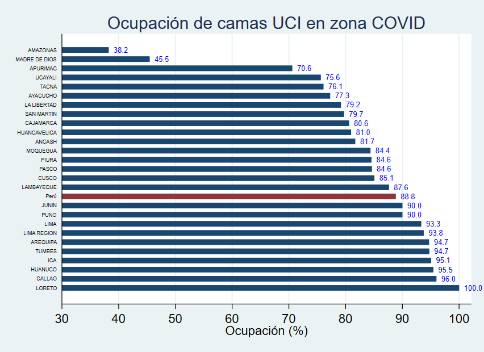 Ocupación de camas UCI en zona COVID
AMAZONAS 38.2
MADRE DE DIOS 45.5
APURIMAC 70.6
UCAYALI 75.6
TACNA 76.1
AYACUCHO 77.3
LA LIBERTAD 79.2
SAN MARTIN 79.7
CAJAMARCA 80.6
HUANCAVELICA 81.0
ANCASH 81.7
MOQUEGUA 84.4
PIURA 84.6
PASCO 84.6
CUSCO 85.1
LAMBAYEQUE 87.6
Perú 88.8
JUNIN 90.0
PUNO 90.0
LIMA 93.3
LIMA REGION 93.8
AREQUIPA 94.7
TUMBES 94.7
ICA 95.1
HUANUCO 95.5
CALLAO 96.0
LORETO 100.0
30 40 50 60 70 80 90 100
Ocupación (%)